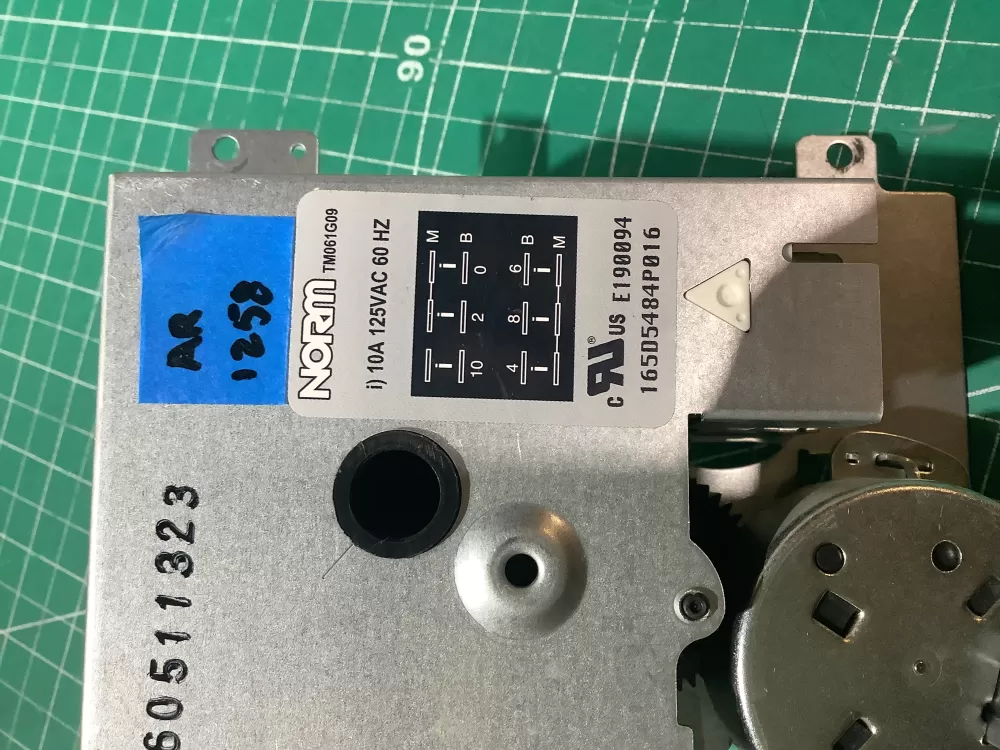 90
AR
1258
NORM TM061G09
i) 10A 125VAC 60 HZ
M i i i
B 0 2 10
B 6 8 4
M i i i
C RU ® US E190094
165D5484P016
60511323